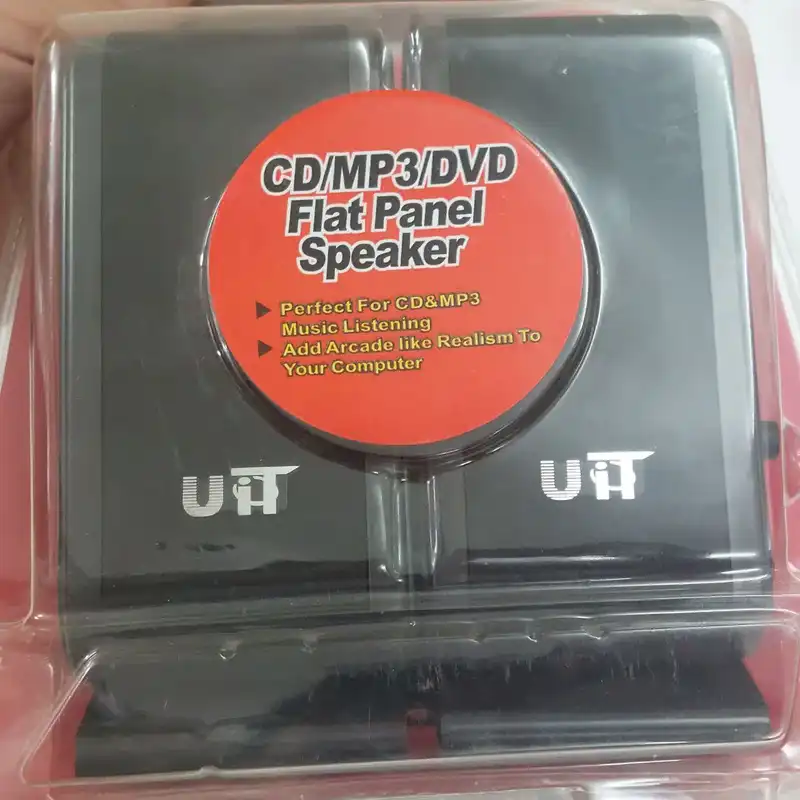 CD/MP3/DVD
Flat Panel
Speaker
Perfect For CD&MP3
Music Listening
Add Arcade like Realism To
Your Computer
UiT UiT